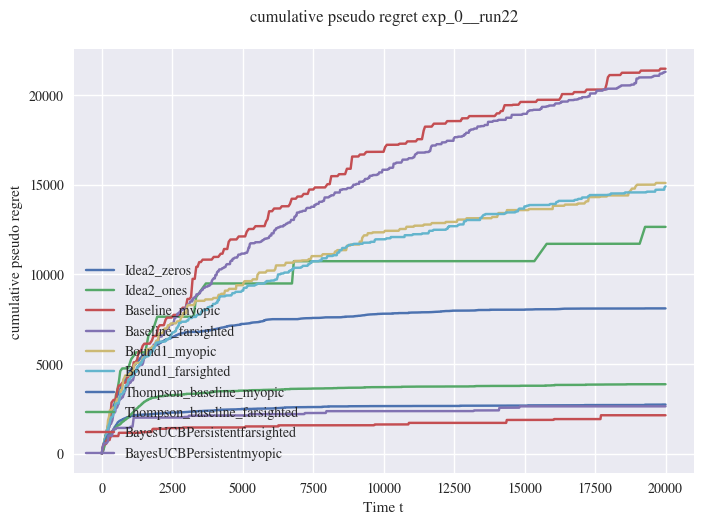 cumulative pseudo regret exp_0__run22
cumulative pseudo regret
20000
15000
10000
5000
0
Idea2_zeros
Idea2_ones
Baseline_myopic
Baseline_farsighted
Bound1_myopic
Bound1_farsighted
Thompson_baseline_myopic
Thompson_baseline_farsighted
BayesUCBPersistentfarsighted
BayesUCBPersistentmyopic
0 2500 5000 7500 10000 12500 15000 17500 20000
Time t